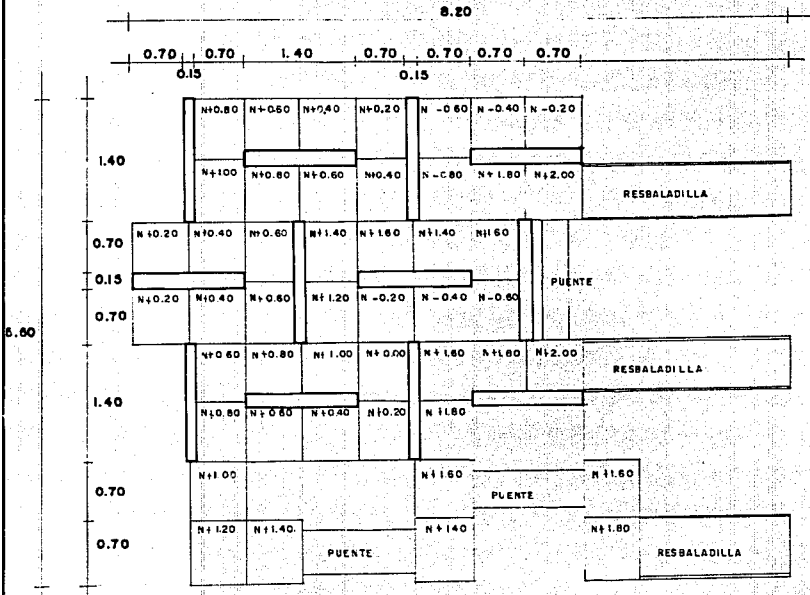 8.20
0.70 0.70 1.40 0.70 0.70 0.70 0.70
0.15 0.15
N+0.80 N+0.60 N+0.40 N+0.20 N -0.60 N -0.40 N -0.20
1.40
N+1.00 N+0.80 N+0.60 N+0.40 N -0.80 N+1.80 N+2.00
RESBALADILLA
0.70 N+0.20 N+0.40 N+0.60 N+1.40 N+1.60 N+1.40 N+1.60
0.15 PUENTE
0.70 N+0.20 N+0.40 N+0.60 N+1.20 N -0.20 N -0.40 N-0.60
5.60
N+0.60 N+0.80 N+1.00 N+0.00 N+1.60 N+1.80 N+2.00
RESBALADILLA
1.40
N+0.80 N+0.60 N+0.40 N+0.20 N+1.60
N+1.00 N+1.60 N+1.60
0.70 PUENTE
N+1.20 N+1.40 N+140 N+1.80
0.70 PUENTE RESBALADILLA